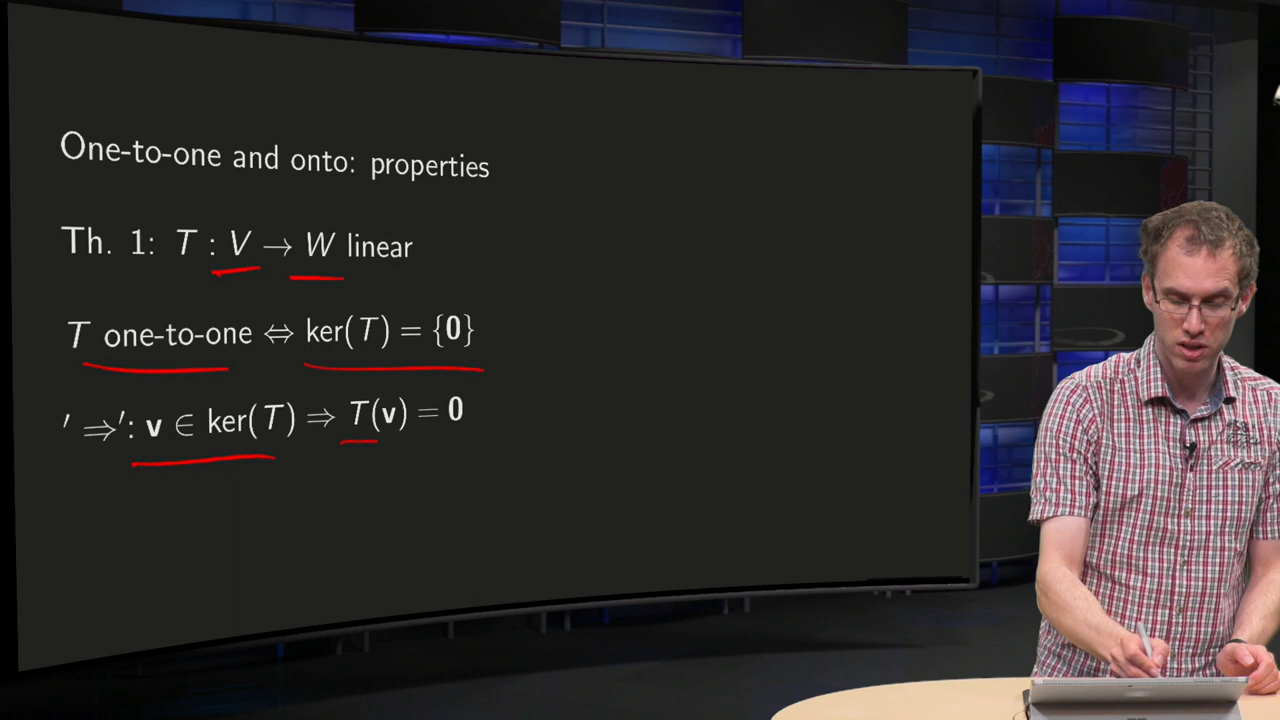 One-to-one and onto: properties
Th. 1: T : V → W linear
T one-to-one ⇔ ker(T) = {0}
'⇒': v ∈ ker(T) ⇒ T(v) = 0